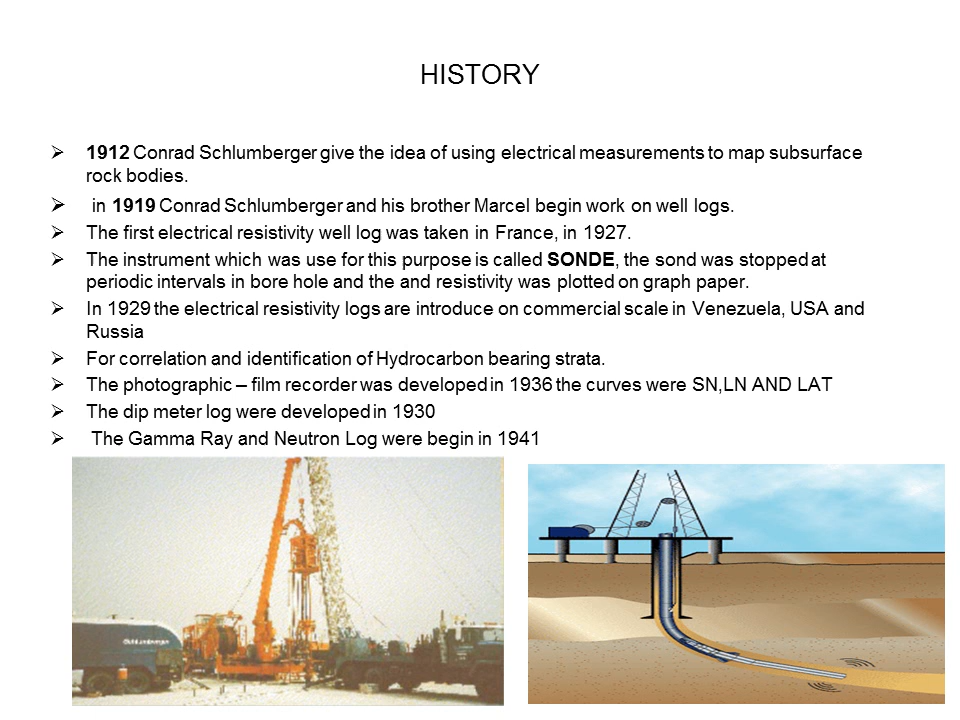 HISTORY
➢ 1912 Conrad Schlumberger give the idea of using electrical measurements to map subsurface
rock bodies.
➢ in 1919 Conrad Schlumberger and his brother Marcel begin work on well logs.
➢ The first electrical resistivity well log was taken in France, in 1927.
➢ The instrument which was use for this purpose is called SONDE, the sond was stopped at
periodic intervals in bore hole and the and resistivity was plotted on graph paper.
➢ In 1929 the electrical resistivity logs are introduce on commercial scale in Venezuela, USA and
Russia
➢ For correlation and identification of Hydrocarbon bearing strata.
➢ The photographic – film recorder was developed in 1936 the curves were SN,LN AND LAT
➢ The dip meter log were developed in 1930
➢ The Gamma Ray and Neutron Log were begin in 1941
Schlumberger